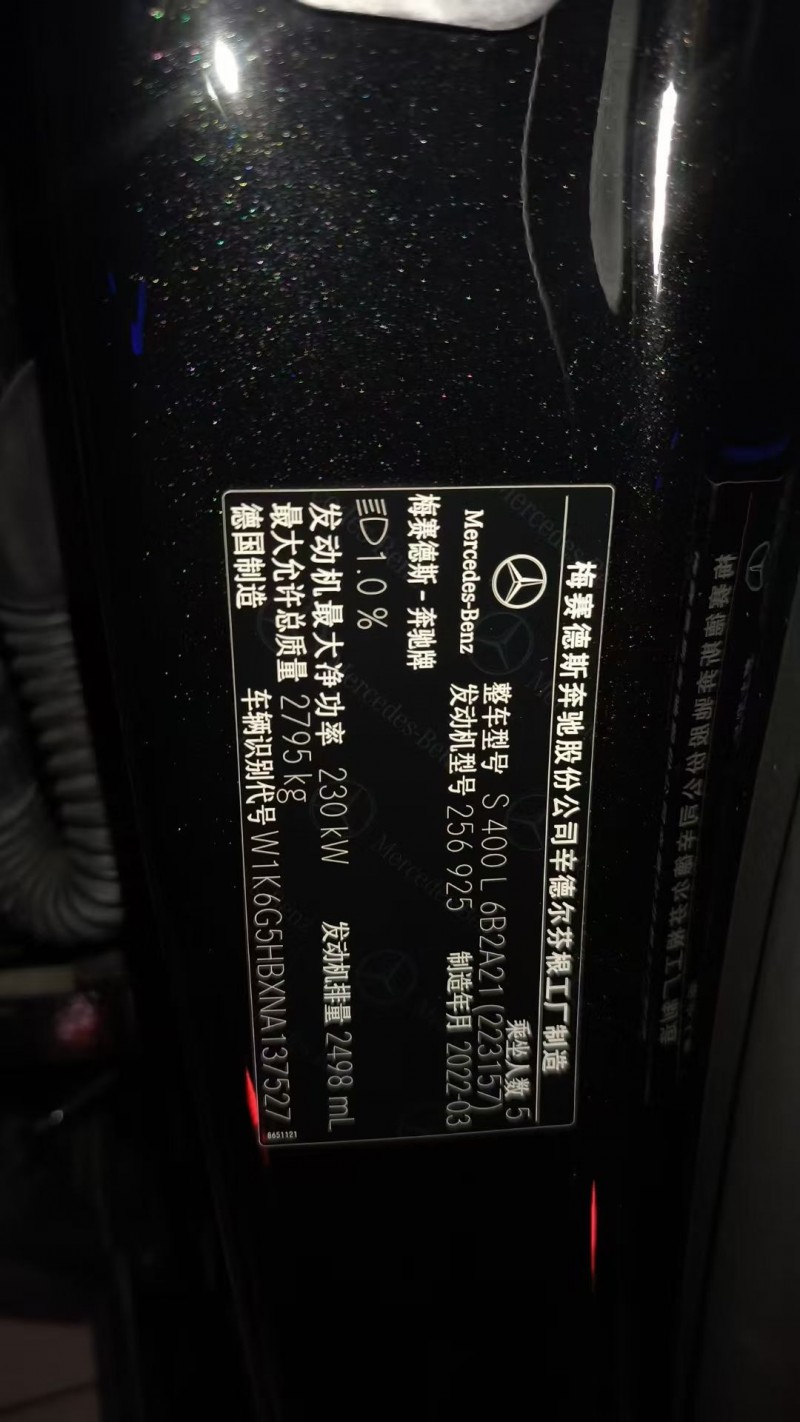 梅赛德斯奔驰股份公司辛德尔芬根工厂制造
乘坐人数 5
整车型号 S 400 L 6B2A21 (223157)
Mercedes-Benz
发动机型号 256 925 制造年月 2022-03
梅赛德斯 - 奔驰牌
1.0 %
发动机最大净功率 230 kW 发动机排量 2498 mL
最大允许总质量 2795 kg
德国制造 车辆识别代号 W1K6G5HBXNA137527
8651121